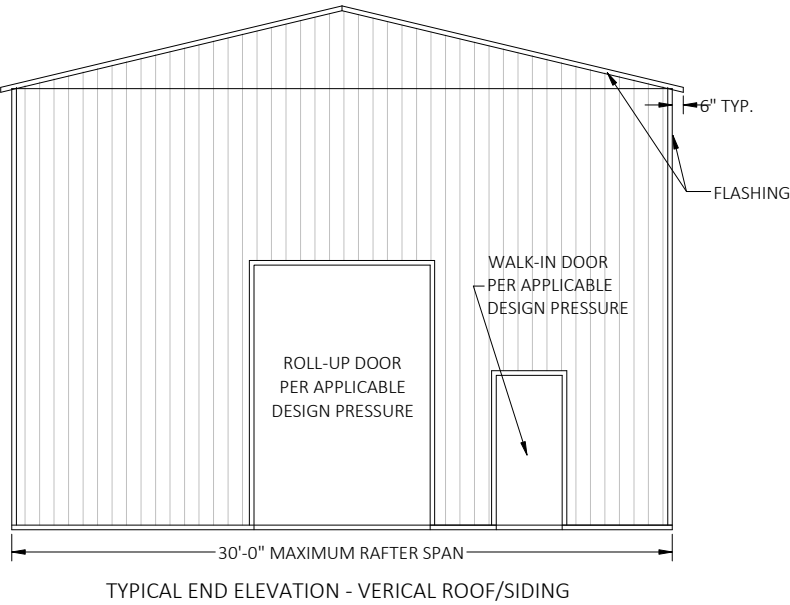 6" TYP.
FLASHING
WALK-IN DOOR
PER APPLICABLE
DESIGN PRESSURE
ROLL-UP DOOR
PER APPLICABLE
DESIGN PRESSURE
30'-0" MAXIMUM RAFTER SPAN
TYPICAL END ELEVATION - VERICAL ROOF/SIDING